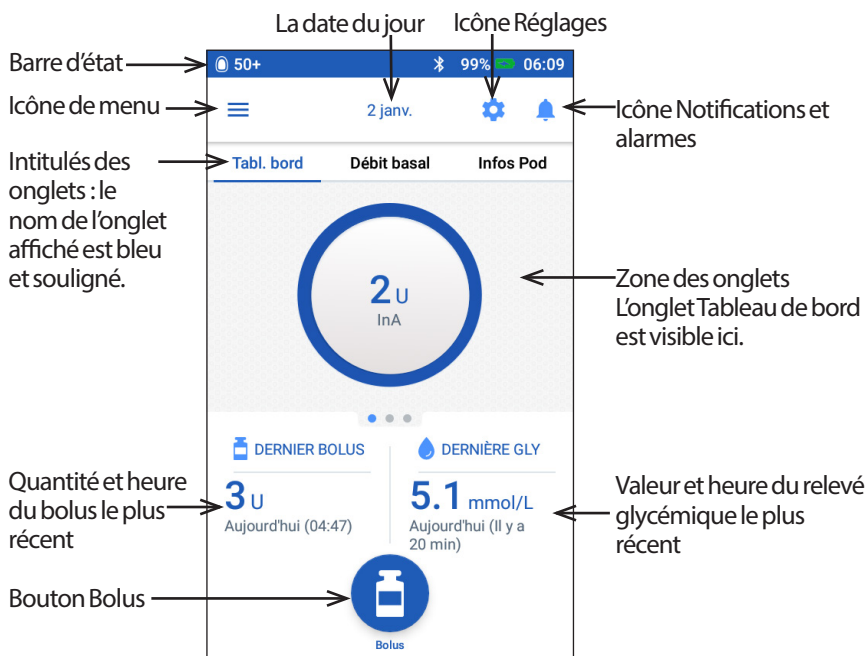 La date du jour
Icône Réglages
Barre d'état
50+
99%
06:09
Icône de menu
2 janv.
Icône Notifications et
alarmes
Intitulés des
onglets : le
nom de l'onglet
affiché est bleu
et souligné.
Tabl. bord
Débit basal
Infos Pod
2 U
InA
Zone des onglets
L'onglet Tableau de bord
est visible ici.
DERNIER BOLUS
DERNIÈRE GLY
Quantité et heure
du bolus le plus
récent
3 U
Aujourd'hui (04:47)
5.1 mmol/L
Aujourd'hui (Il y a
20 min)
Valeur et heure du relevé
glycémique le plus
récent
Bouton Bolus
Bolus